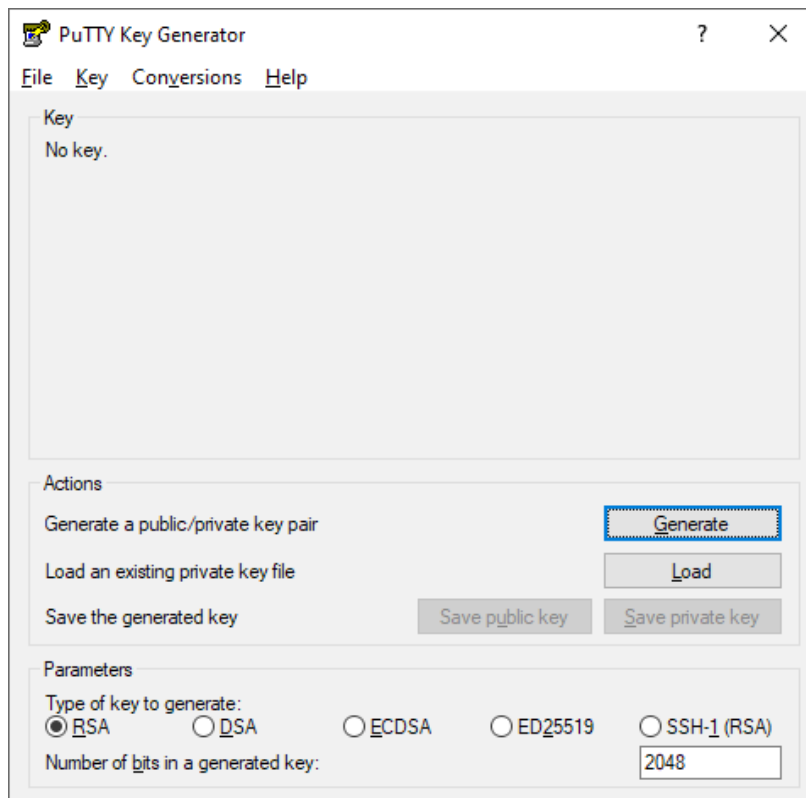 PuTTY Key Generator ?
File Key Conversions Help
Key
No key.
Actions
Generate a public/private key pair Generate
Load an existing private key file Load
Save the generated key Save public key Save private key
Parameters
Type of key to generate:
RSA DSA ECDSA ED25519 SSH-1 (RSA)
Number of bits in a generated key: 2048